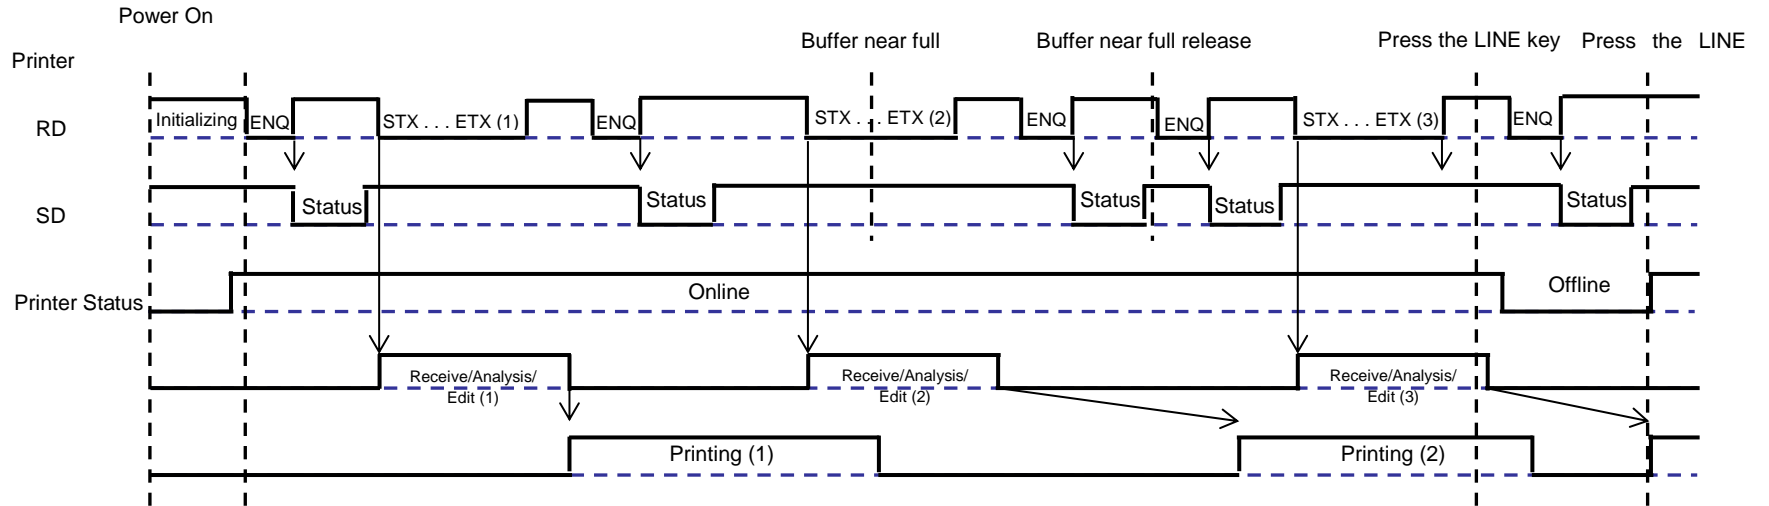 Power On
Buffer near full
Buffer near full release
Press the LINE key
Press the LINE
Printer
RD
Initializing
ENQ
STX . . . ETX (1)
ENQ
STX . . . ETX (2)
ENQ
ENQ
STX . . . ETX (3)
ENQ
SD
Status
Status
Status
Status
Status
Printer Status
Online
Offline
Receive/Analysis/
Edit (1)
Receive/Analysis/
Edit (2)
Receive/Analysis/
Edit (3)
Printing (1)
Printing (2)